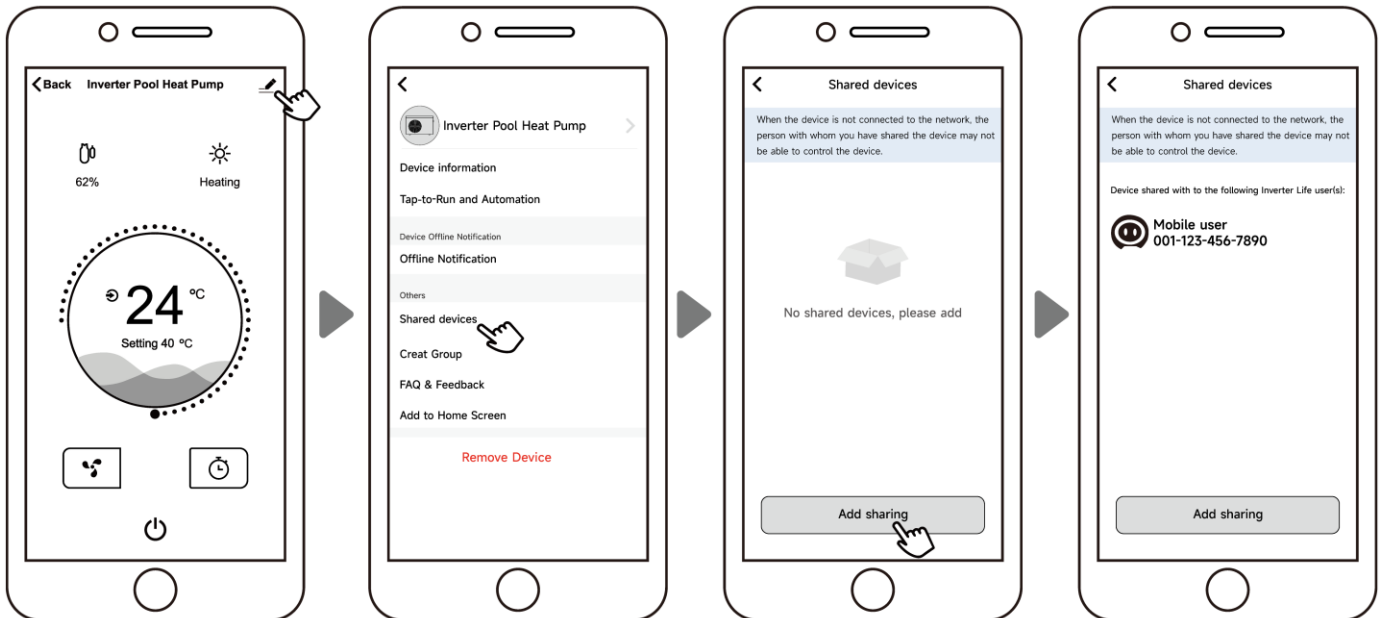 Back Inverter Pool Heat Pump
62%
Heating
24 °C
Setting 40 °C
Inverter Pool Heat Pump
Device information
Tap-to-Run and Automation
Device Offline Notification
Offline Notification
Others
Shared devices
Creat Group
FAQ & Feedback
Add to Home Screen
Remove Device
Shared devices
When the device is not connected to the network, the
person with whom you have shared the device may not
be able to control the device.
No shared devices, please add
Add sharing
Shared devices
When the device is not connected to the network, the
person with whom you have shared the device may not
be able to control the device.
Device shared with to the following Inverter Life user(s):
Mobile user
001-123-456-7890
Add sharing